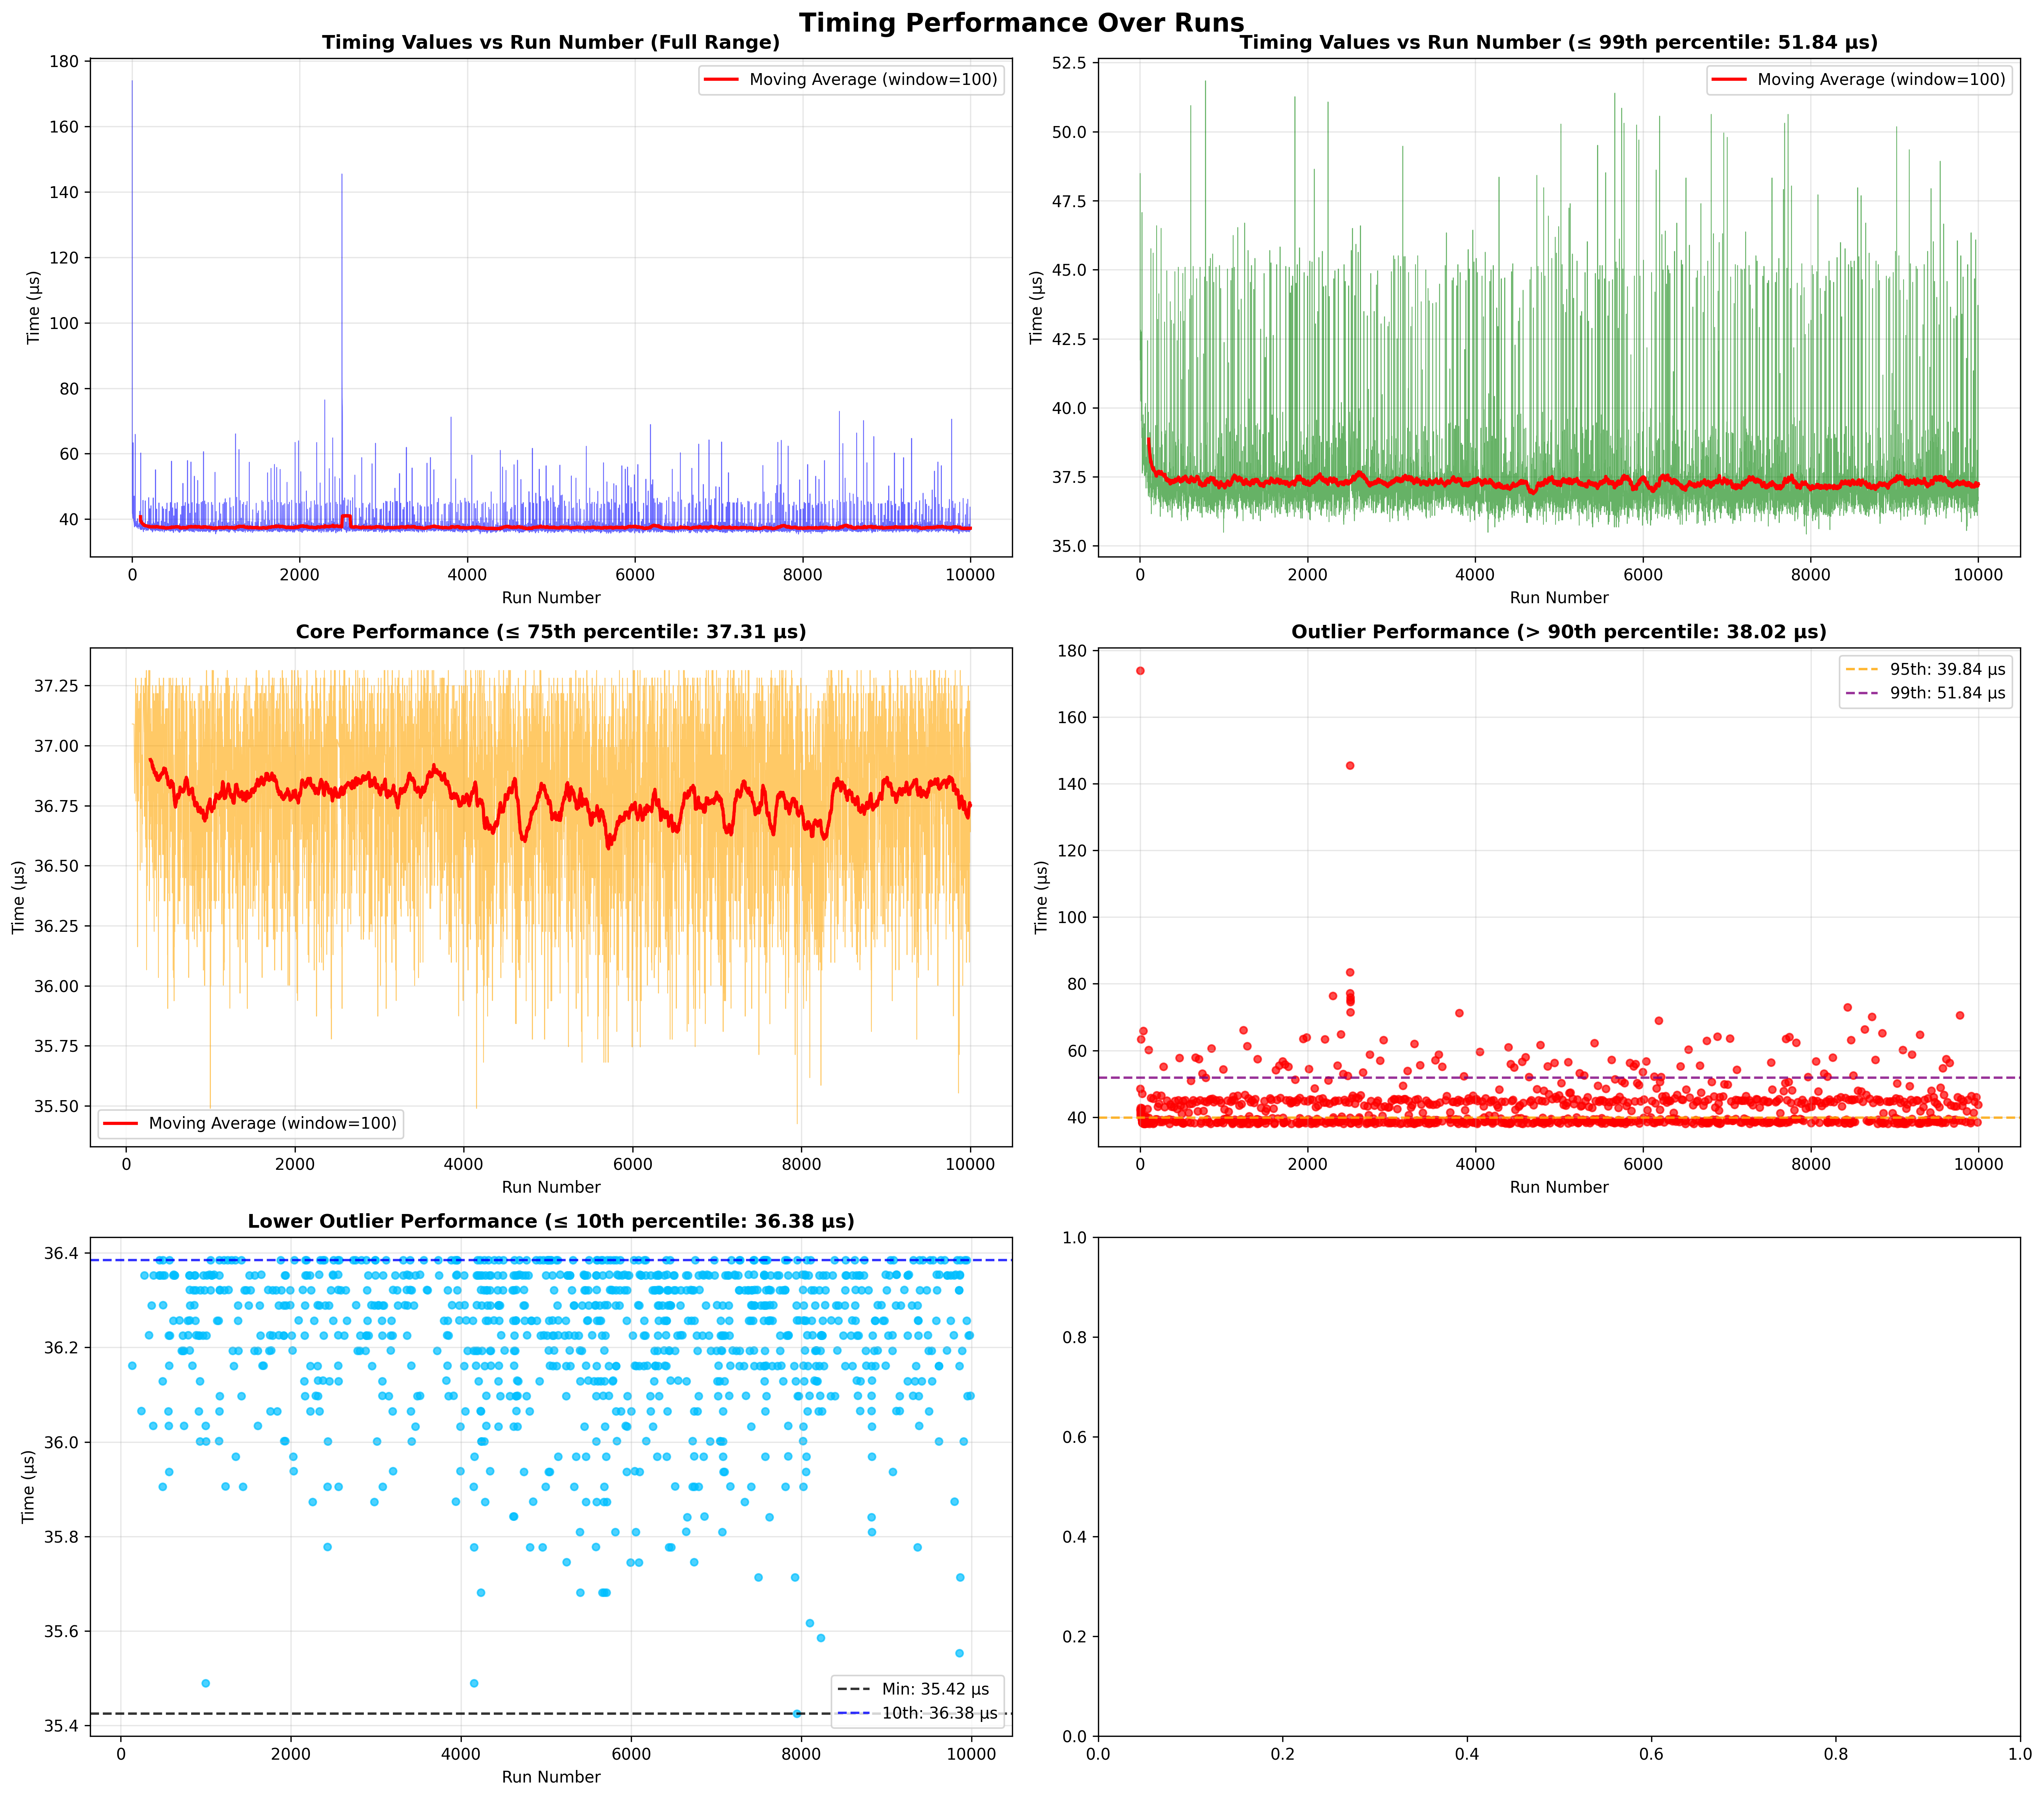 Timing Performance Over Runs
Timing Values vs Run Number (Full Range)
180
160
140
120
100
80
60
40
Time (µs)
Moving Average (window=100)
0 2000 4000 6000 8000 10000
Run Number
Timing Values vs Run Number (≤ 99th percentile: 51.84 µs)
52.5
50.0
47.5
45.0
42.5
40.0
37.5
35.0
Time (µs)
Moving Average (window=100)
0 2000 4000 6000 8000 10000
Run Number
Core Performance (≤ 75th percentile: 37.31 µs)
37.25
37.00
36.75
36.50
36.25
36.00
35.75
35.50
Time (µs)
Moving Average (window=100)
0 2000 4000 6000 8000 10000
Run Number
Outlier Performance (> 90th percentile: 38.02 µs)
180
160
140
120
100
80
60
40
Time (µs)
95th: 39.84 µs
99th: 51.84 µs
0 2000 4000 6000 8000 10000
Run Number
Lower Outlier Performance (≤ 10th percentile: 36.38 µs)
36.4
36.2
36.0
35.8
35.6
35.4
Time (µs)
Min: 35.42 µs
10th: 36.38 µs
0 2000 4000 6000 8000 10000
Run Number
1.0
0.8
0.6
0.4
0.2
0.0
0.0 0.2 0.4 0.6 0.8 1.0